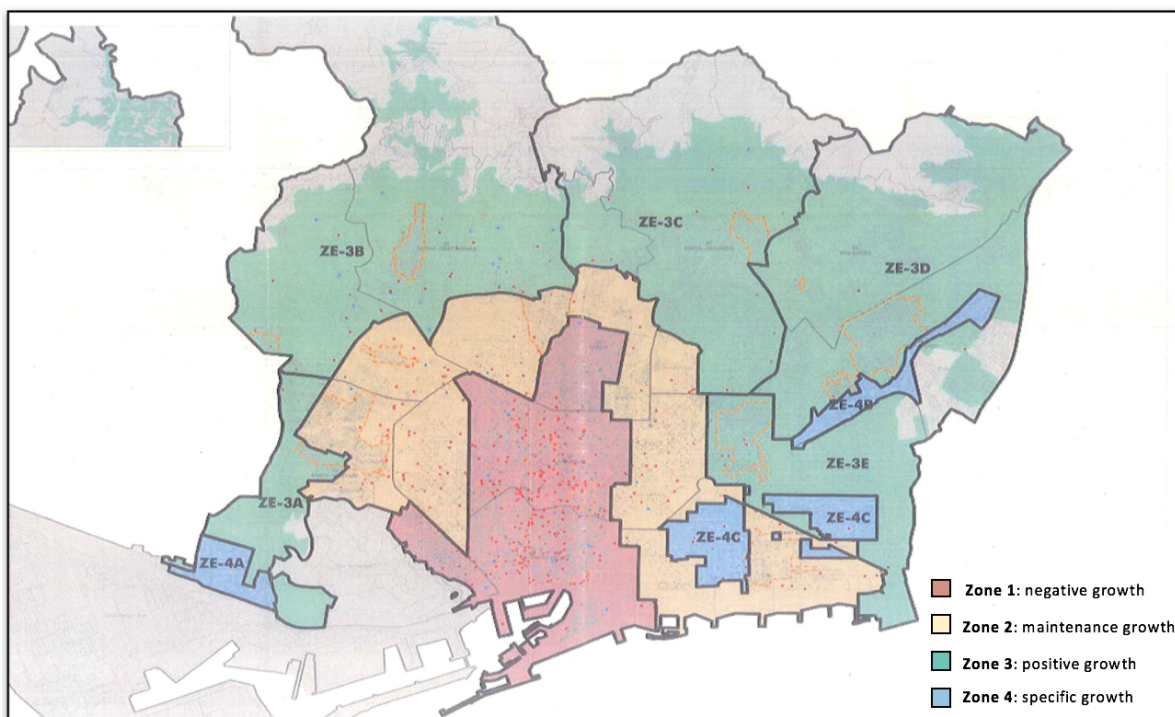 ZE-3C
ZE-3B
ZE-3D
ZE-4B
ZE-3E
ZE-3A
ZE-4C
ZE-4C
ZE-4A
Zone 1: negative growth
Zone 2: maintenance growth
Zone 3: positive growth
Zone 4: specific growth